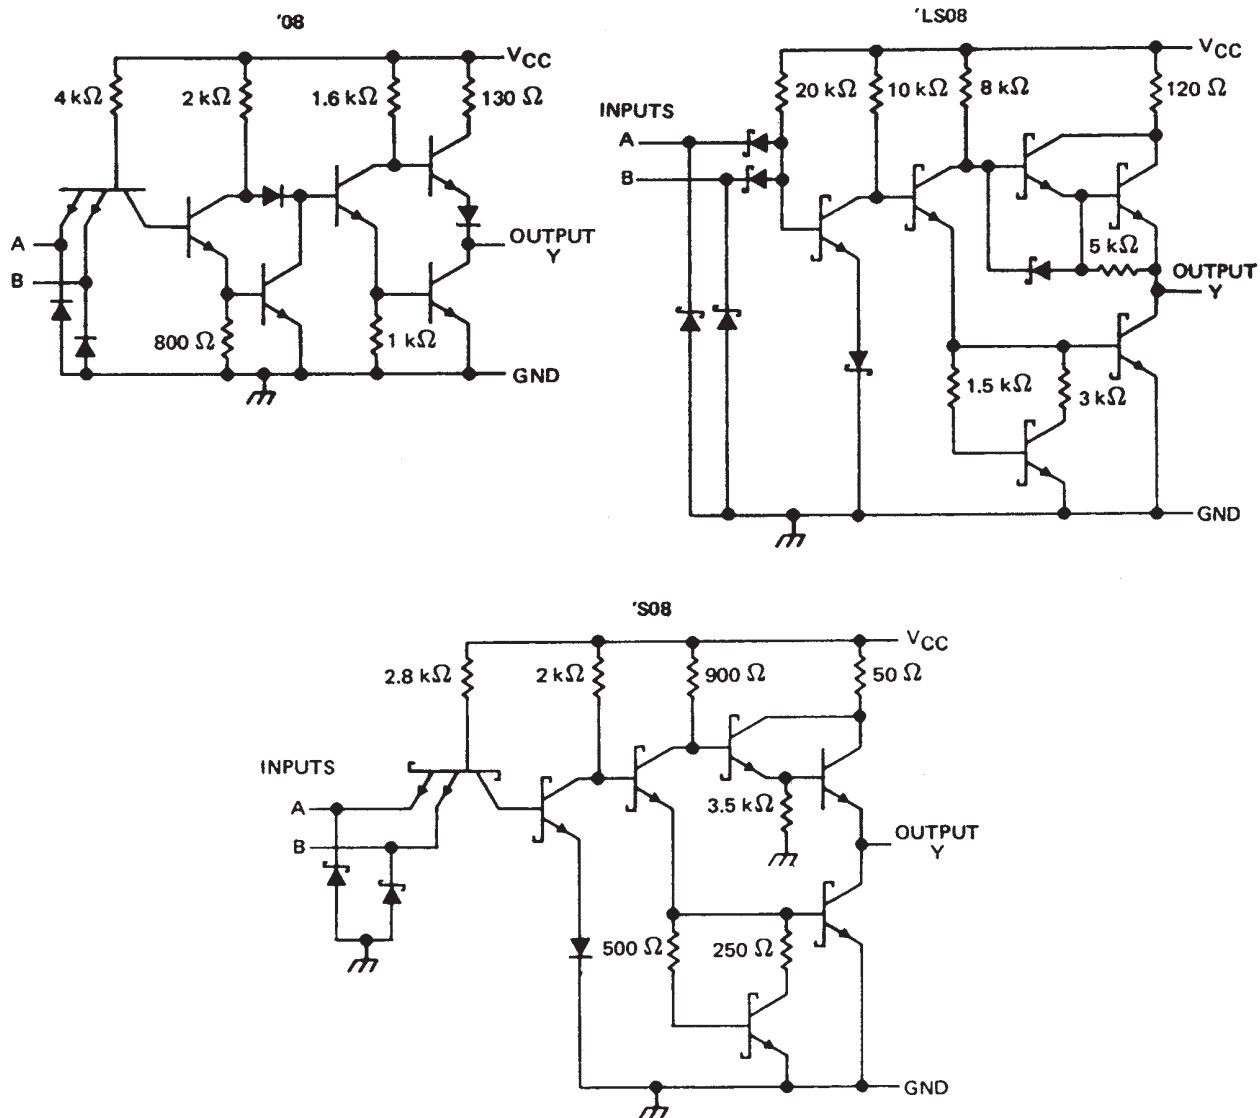 '08
VCC
4 kΩ
2 kΩ
1.6 kΩ
130 Ω
A
B
OUTPUT
Y
800 Ω
1 kΩ
GND
'LS08
VCC
INPUTS
20 kΩ
10 kΩ
8 kΩ
120 Ω
A
B
5 kΩ
OUTPUT
Y
1.5 kΩ
3 kΩ
GND
'S08
VCC
2.8 kΩ
2 kΩ
900 Ω
50 Ω
INPUTS
A
B
3.5 kΩ
OUTPUT
Y
500 Ω
250 Ω
GND